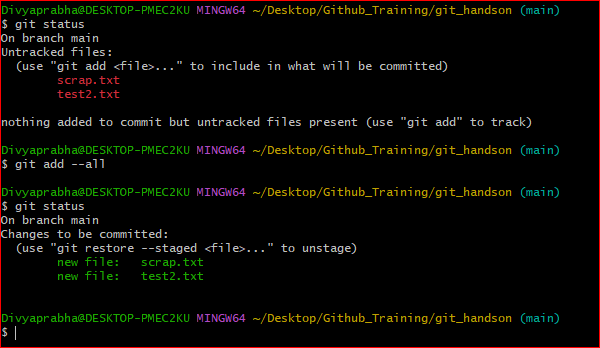 Divyaprabha@DESKTOP-PMEC2KU MINGW64 ~/Desktop/Github_Training/git_handson (main)
$ git status
On branch main
Untracked files:
  (use "git add <file>..." to include in what will be committed)
        scrap.txt
        test2.txt

nothing added to commit but untracked files present (use "git add" to track)

Divyaprabha@DESKTOP-PMEC2KU MINGW64 ~/Desktop/Github_Training/git_handson (main)
$ git add --all

Divyaprabha@DESKTOP-PMEC2KU MINGW64 ~/Desktop/Github_Training/git_handson (main)
$ git status
On branch main
Changes to be committed:
  (use "git restore --staged <file>..." to unstage)
        new file:   scrap.txt
        new file:   test2.txt

Divyaprabha@DESKTOP-PMEC2KU MINGW64 ~/Desktop/Github_Training/git_handson (main)
$